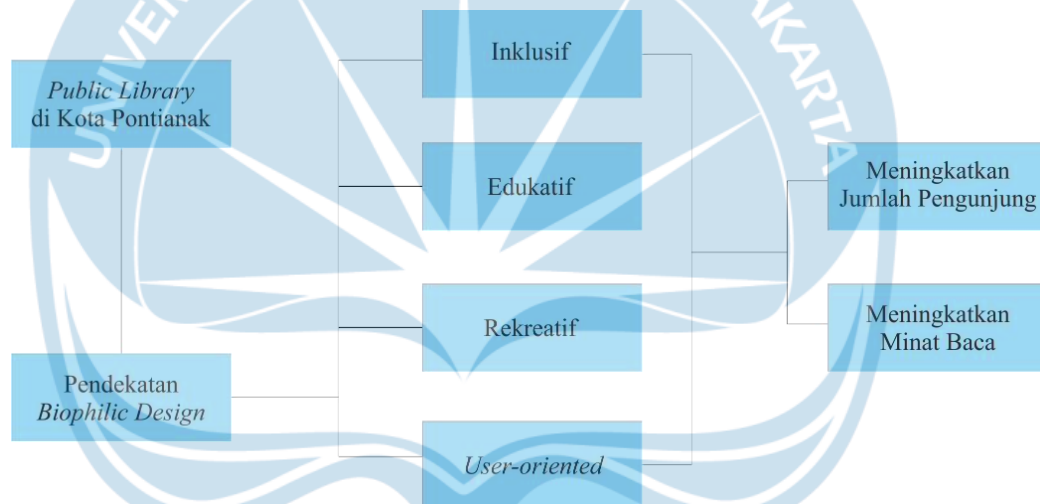 Public Library
di Kota Pontianak
Pendekatan
Biophilic Design
Inklusif
Edukatif
Rekreatif
User-oriented
Meningkatkan
Jumlah Pengunjung
Meningkatkan
Minat Baca